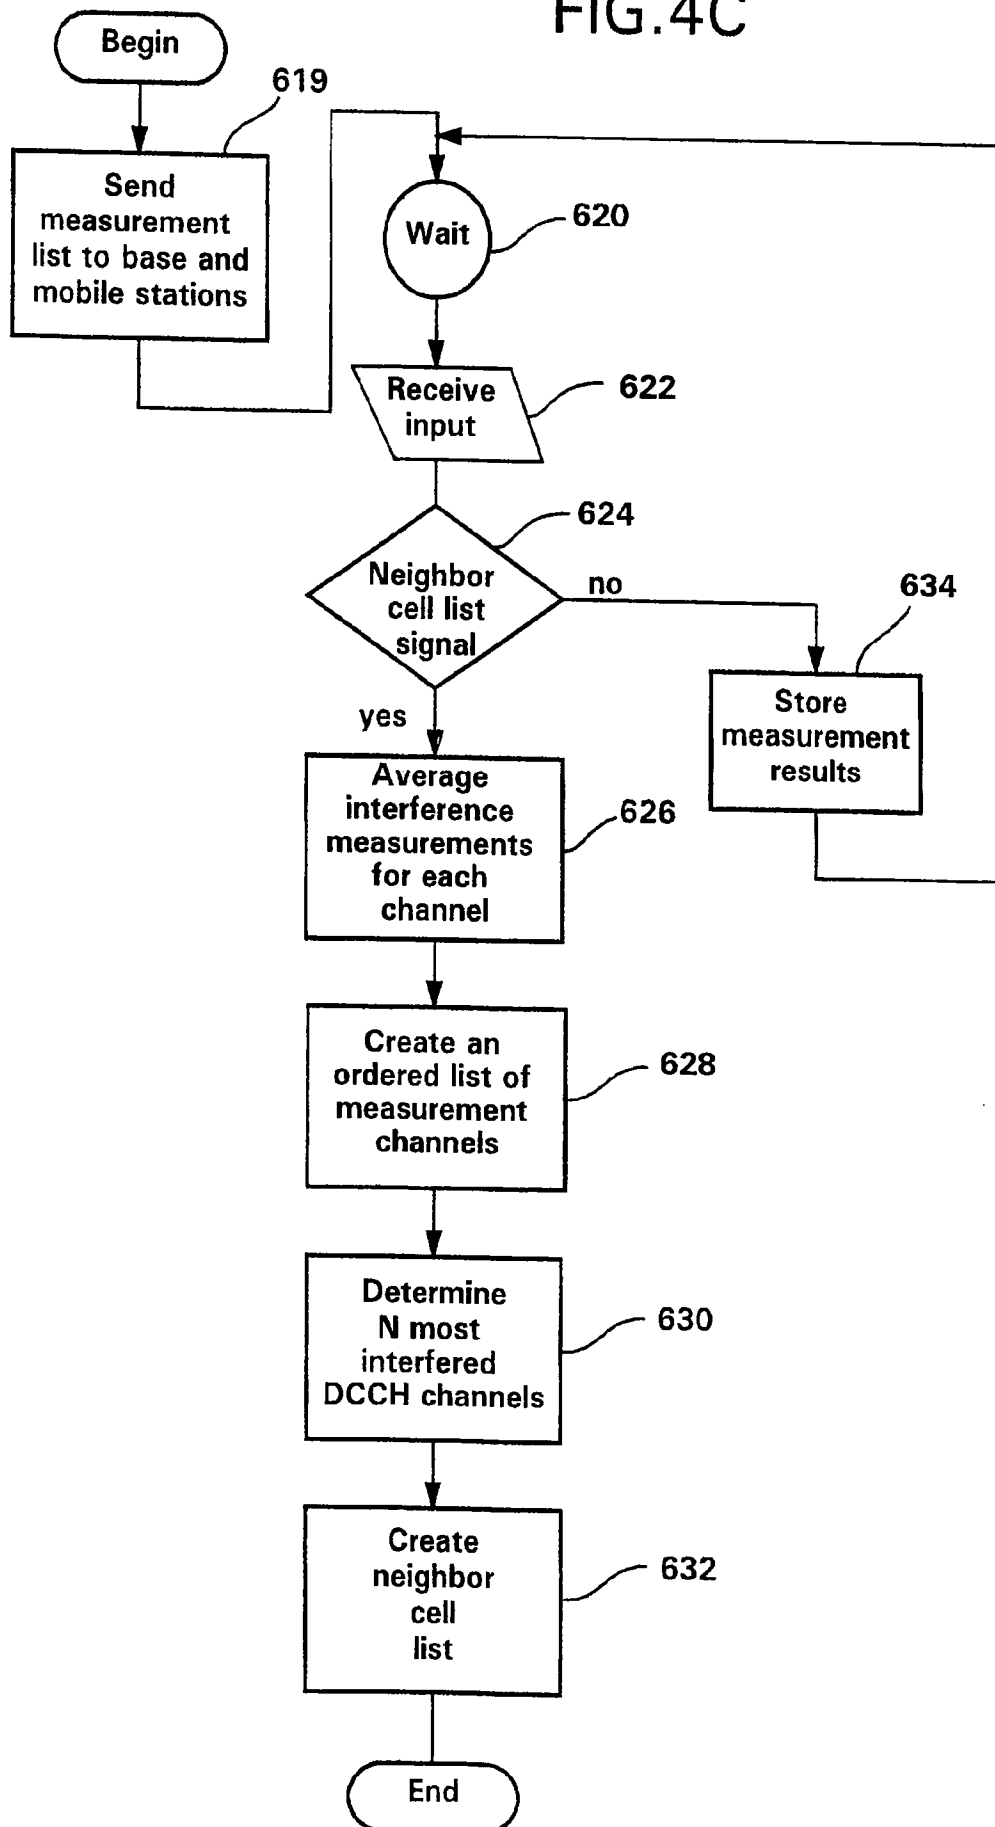 FIG.4C
Begin
619
Send
measurement
list to base and
mobile stations
Wait
620
Receive
input
622
624
Neighbor
cell list
signal
no
634
Store
measurement
results
yes
Average
interference
measurements
for each
channel
626
Create an
ordered list of
measurement
channels
628
Determine
N most
interfered
DCCH channels
630
Create
neighbor
cell
list
632
End